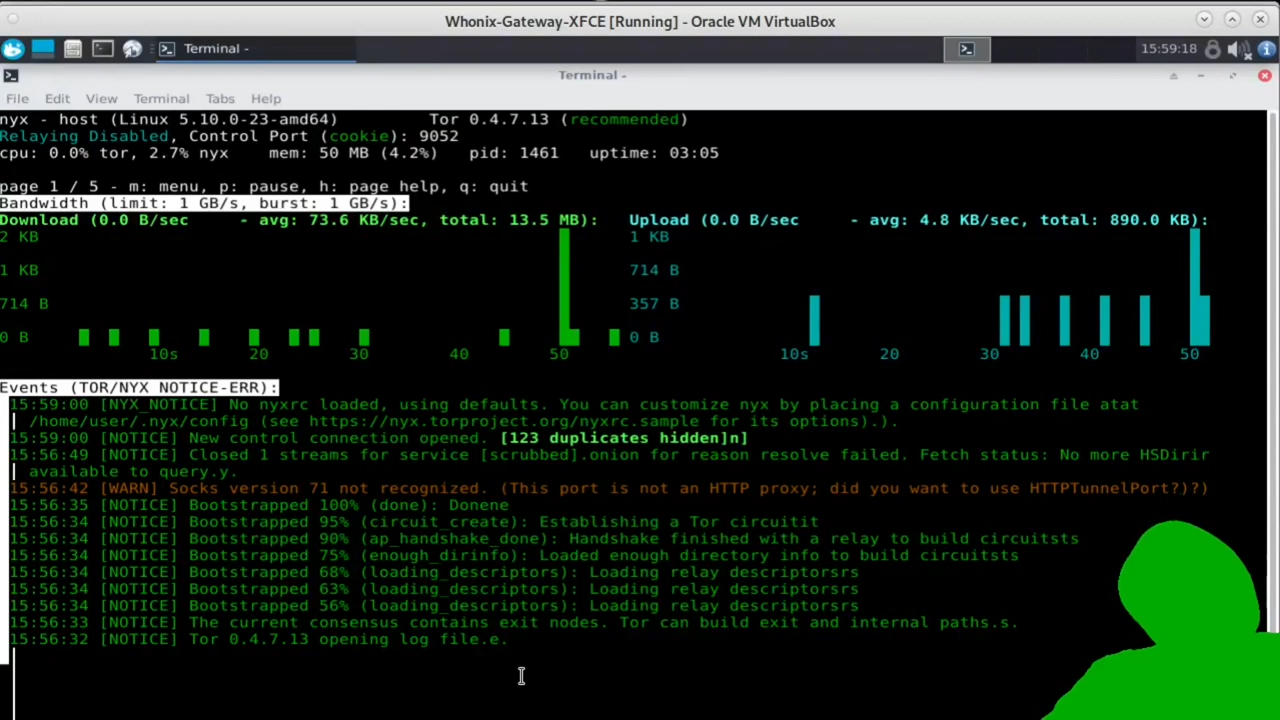 Whonix-Gateway-XFCE [Running] - Oracle VM VirtualBox
Terminal - 15:59:18
Terminal -
File Edit View Terminal Tabs Help
nyx - host (Linux 5.10.0-23-amd64) Tor 0.4.7.13 (recommended)
Relaying Disabled, Control Port (cookie): 9052
cpu: 0.0% tor, 2.7% nyx mem: 50 MB (4.2%) pid: 1461 uptime: 03:05
page 1 / 5 - m: menu, p: pause, h: page help, q: quit
Bandwidth (limit: 1 GB/s, burst: 1 GB/s):
Download (0.0 B/sec - avg: 73.6 KB/sec, total: 13.5 MB): Upload (0.0 B/sec - avg: 4.8 KB/sec, total: 890.0 KB):
2 KB 1 KB
1 KB 714 B
714 B 357 B
0 B 0 B
10s 20 30 40 50 10s 20 30 40 50
Events (TOR/NYX NOTICE-ERR):
15:59:00 [NYX_NOTICE] No nyxrc loaded, using defaults. You can customize nyx by placing a configuration file atat
/home/user/.nyx/config (see https://nyx.torproject.org/nyxrc.sample for its options).).
15:59:00 [NOTICE] New control connection opened. [123 duplicates hidden]n]
15:56:49 [NOTICE] Closed 1 streams for service [scrubbed].onion for reason resolve failed. Fetch status: No more HSDirir
available to query.y.
15:56:42 [WARN] Socks version 71 not recognized. (This port is not an HTTP proxy; did you want to use HTTPTunnelPort?)?)
15:56:35 [NOTICE] Bootstrapped 100% (done): Donene
15:56:34 [NOTICE] Bootstrapped 95% (circuit_create): Establishing a Tor circuitit
15:56:34 [NOTICE] Bootstrapped 90% (ap_handshake_done): Handshake finished with a relay to build circuitsts
15:56:34 [NOTICE] Bootstrapped 75% (enough_dirinfo): Loaded enough directory info to build circuitsts
15:56:34 [NOTICE] Bootstrapped 68% (loading_descriptors): Loading relay descriptorsrs
15:56:34 [NOTICE] Bootstrapped 63% (loading_descriptors): Loading relay descriptorsrs
15:56:34 [NOTICE] Bootstrapped 56% (loading_descriptors): Loading relay descriptorsrs
15:56:33 [NOTICE] The current consensus contains exit nodes. Tor can build exit and internal paths.s.
15:56:32 [NOTICE] Tor 0.4.7.13 opening log file.e.